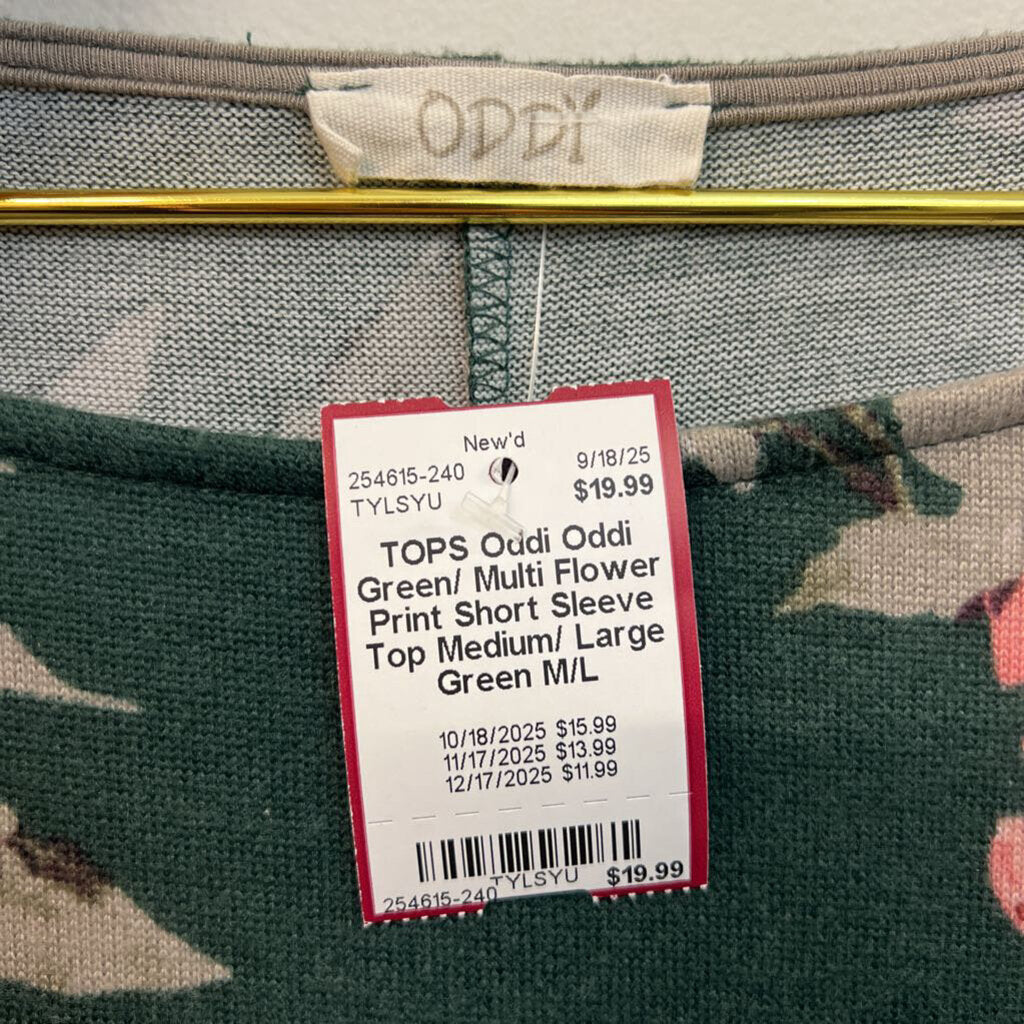 ODDY
New'd
254615-240 9/18/25
TYLSYU $19.99
TOPS Oddi Oddi
Green/ Multi Flower
Print Short Sleeve
Top Medium/ Large
Green M/L
10/18/2025 $15.99
11/17/2025 $13.99
12/17/2025 $11.99
254615-240 TYLSYU $19.99